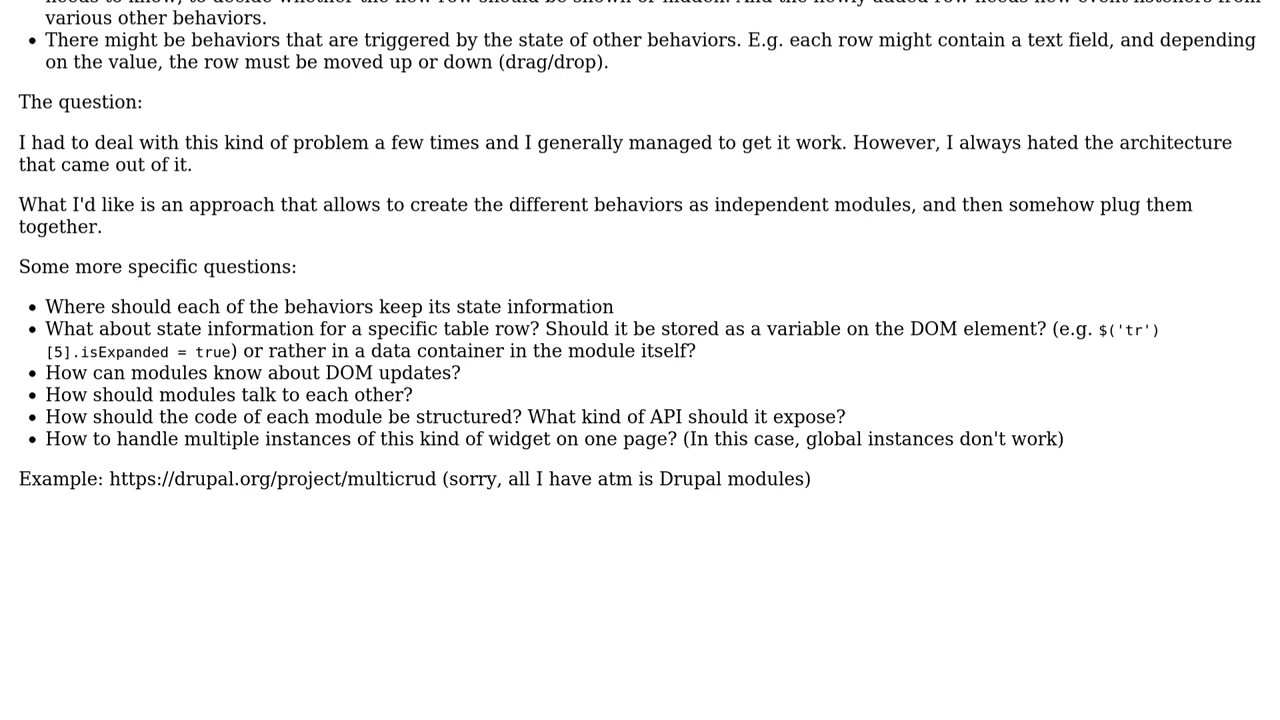 various other behaviors.
There might be behaviors that are triggered by the state of other behaviors. E.g. each row might contain a text field, and depending
on the value, the row must be moved up or down (drag/drop).
The question:
I had to deal with this kind of problem a few times and I generally managed to get it work. However, I always hated the architecture
that came out of it.
What I'd like is an approach that allows to create the different behaviors as independent modules, and then somehow plug them
together.
Some more specific questions:
Where should each of the behaviors keep its state information
What about state information for a specific table row? Should it be stored as a variable on the DOM element? (e.g. $('tr')
[5].isExpanded = true) or rather in a data container in the module itself?
How can modules know about DOM updates?
How should modules talk to each other?
How should the code of each module be structured? What kind of API should it expose?
How to handle multiple instances of this kind of widget on one page? (In this case, global instances don't work)
Example: https://drupal.org/project/multicrud (sorry, all I have atm is Drupal modules)